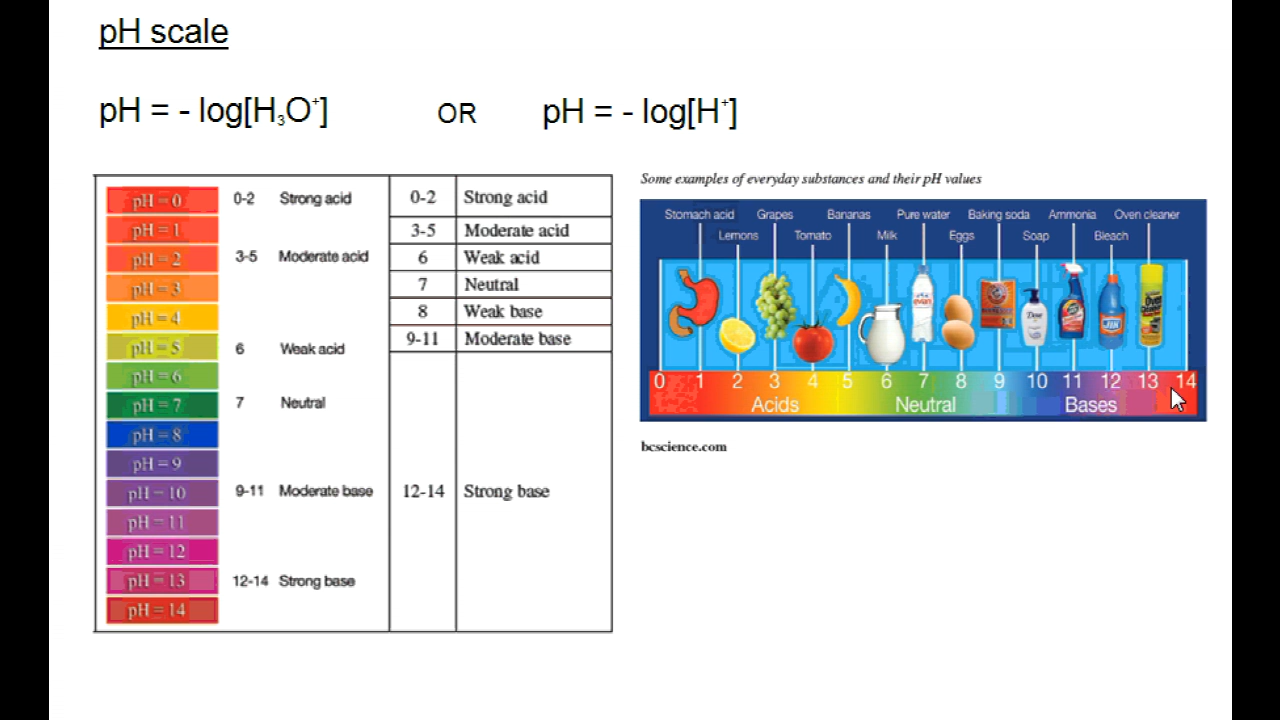 pH scale
pH = - log[H₃O⁺] OR pH = - log[H⁺]
pH = 0
pH = 1
pH = 2
pH = 3
pH = 4
pH = 5
pH = 6
pH = 7
pH = 8
pH = 9
pH = 10
pH = 11
pH = 12
pH = 13
pH = 14
0-2 Strong acid
3-5 Moderate acid
6 Weak acid
7 Neutral
9-11 Moderate base
12-14 Strong base
0-2 Strong acid
3-5 Moderate acid
6 Weak acid
7 Neutral
8 Weak base
9-11 Moderate base
12-14 Strong base
Some examples of everyday substances and their pH values
Stomach acid Grapes Bananas Pure water Baking soda Ammonia Oven cleaner
Lemons Tomato Milk Eggs Soap Bleach
0 1 2 3 4 5 6 7 8 9 10 11 12 13 14
Acids Neutral Bases
bcscience.com